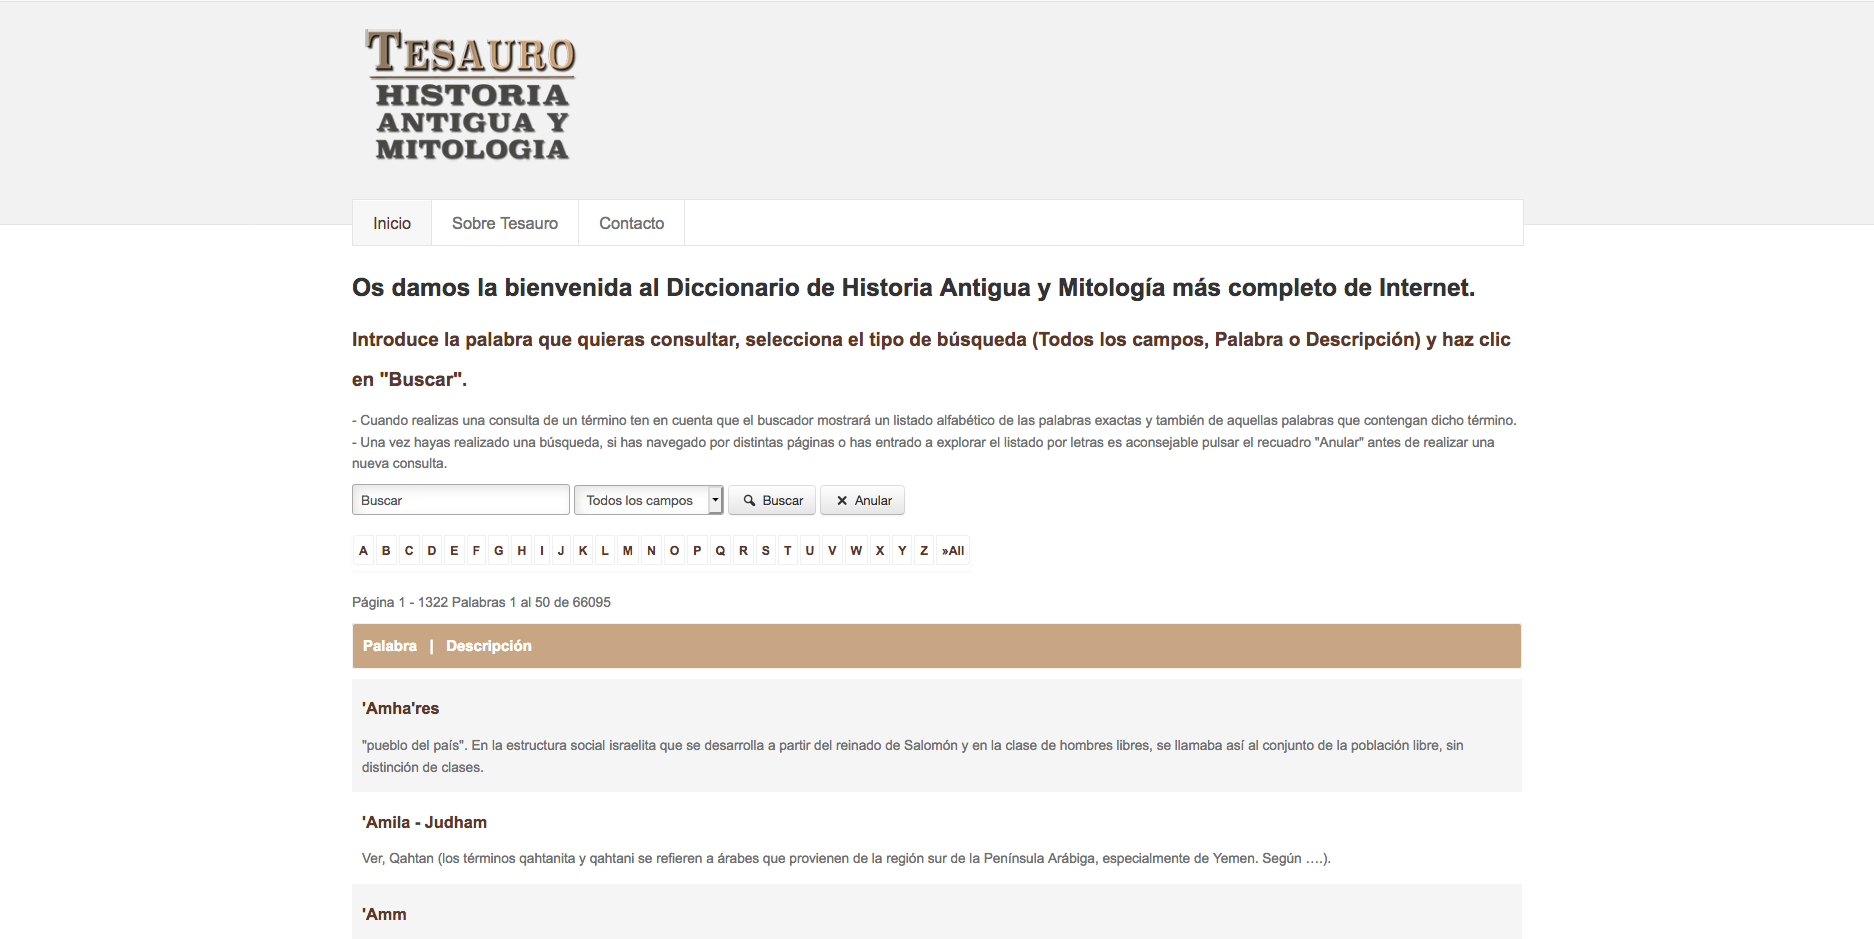 TESAURO
HISTORIA
ANTIGUA Y
MITOLOGIA
Inicio
Sobre Tesauro
Contacto
Os damos la bienvenida al Diccionario de Historia Antigua y Mitología más completo de Internet.
Introduce la palabra que quieras consultar, selecciona el tipo de búsqueda (Todos los campos, Palabra o Descripción) y haz clic
en "Buscar".
- Cuando realizas una consulta de un término ten en cuenta que el buscador mostrará un listado alfabético de las palabras exactas y también de aquellas palabras que contengan dicho término.
- Una vez hayas realizado una búsqueda, si has navegado por distintas páginas o has entrado a explorar el listado por letras es aconsejable pulsar el recuadro "Anular" antes de realizar una
nueva consulta.
Buscar Todos los campos Buscar Anular
A B C D E F G H I J K L M N O P Q R S T U V W X Y Z »All
Página 1 - 1322 Palabras 1 al 50 de 66095
Palabra | Descripción
'Amha'res
"pueblo del país". En la estructura social israelita que se desarrolla a partir del reinado de Salomón y en la clase de hombres libres, se llamaba así al conjunto de la población libre, sin
distinción de clases.
'Amila - Judham
Ver, Qahtan (los términos qahtanita y qahtani se refieren a árabes que provienen de la región sur de la Península Arábiga, especialmente de Yemen. Según ….).
'Amm